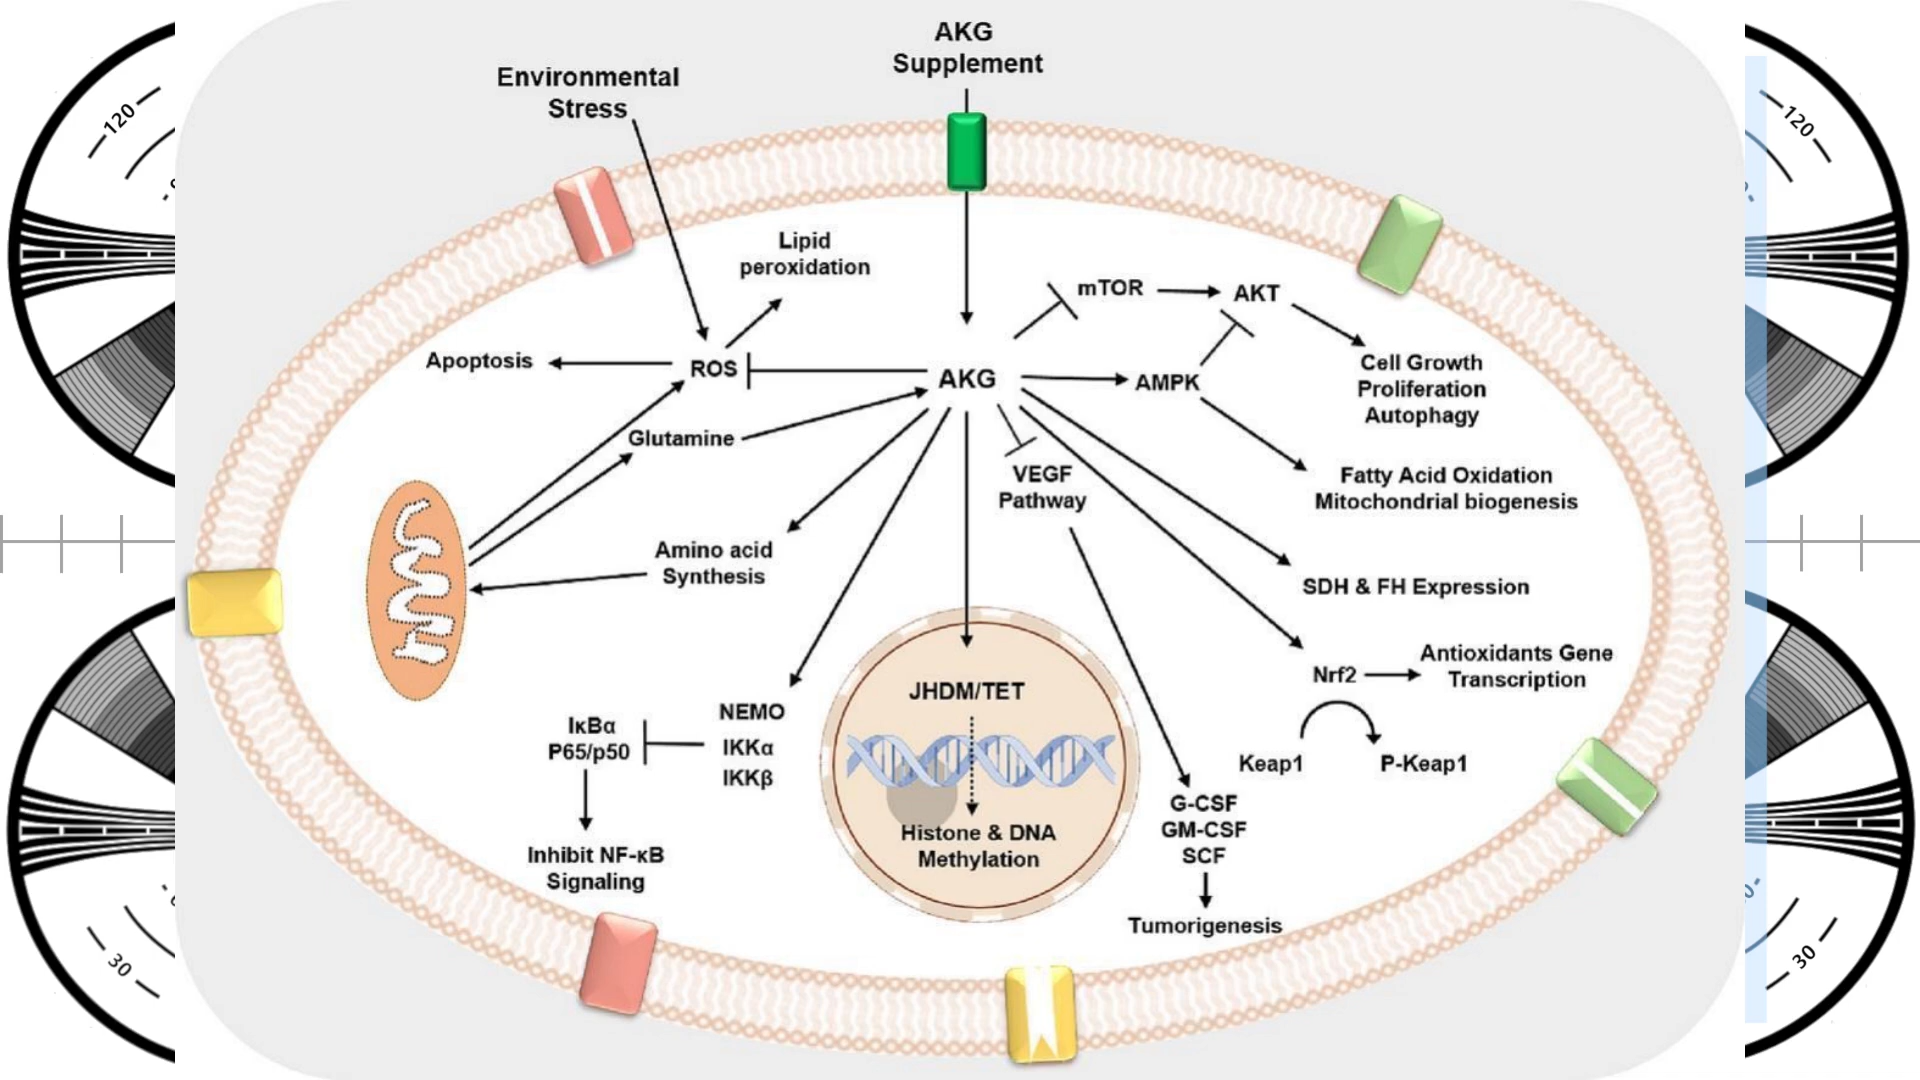 AKG
Supplement
Environmental
Stress
120
120
Lipid
peroxidation
mTOR
AKT
Apoptosis
ROS
AKG
AMPK
Cell Growth
Proliferation
Autophagy
Glutamine
VEGF
Pathway
Fatty Acid Oxidation
Mitochondrial biogenesis
Amino acid
Synthesis
SDH & FH Expression
Nrf2
Antioxidants Gene
Transcription
JHDM/TET
NEMO
IKKα
IKKβ
IκBα
P65/p50
Keap1
P-Keap1
G-CSF
GM-CSF
SCF
Histone & DNA
Methylation
Inhibit NF-κB
Signaling
Tumorigenesis
30
30